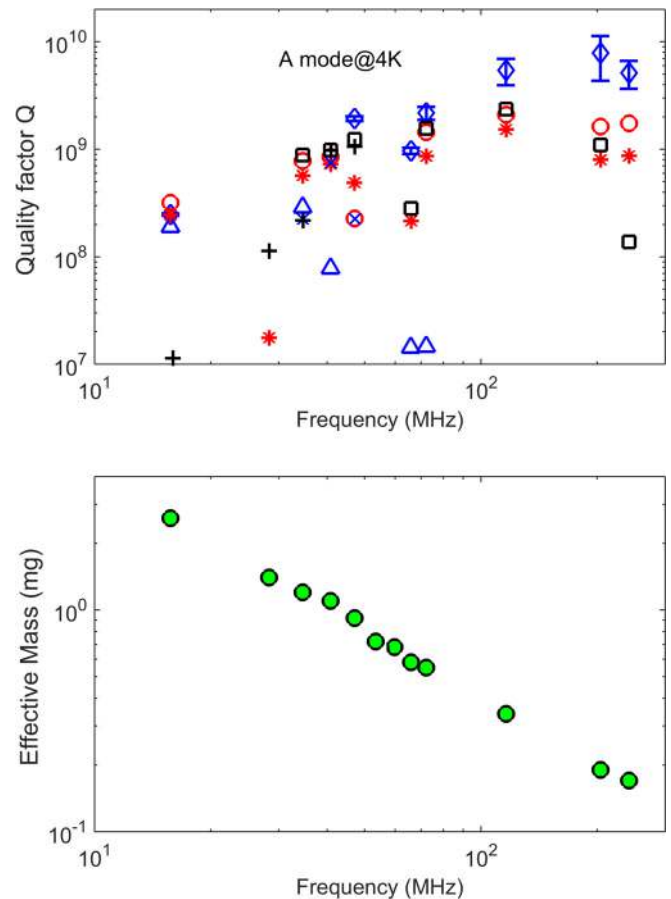 10^10
A mode@4K
10^9
Quality factor Q
10^8
10^7
10^1
10^2
Frequency (MHz)
10^0
Effective Mass (mg)
10^-1
10^1
10^2
Frequency (MHz)